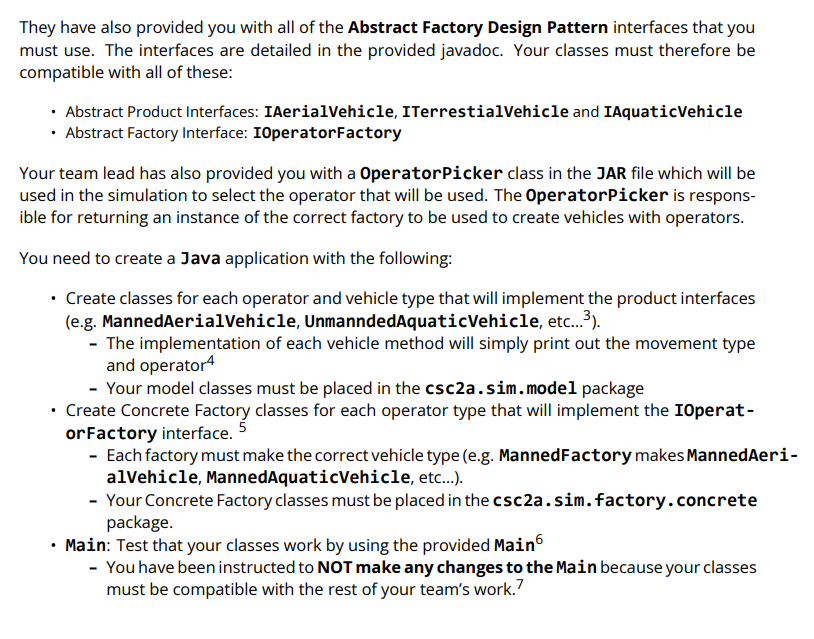 They have also provided you with all of the Abstract Factory Design Pattern interfaces that you
must use. The interfaces are detailed in the provided javadoc. Your classes must therefore be
compatible with all of these:
• Abstract Product Interfaces: IAerialVehicle, ITerrestialVehicle and IAquaticVehicle
• Abstract Factory Interface: IOperatorFactory
Your team lead has also provided you with a OperatorPicker class in the JAR file which will be
used in the simulation to select the operator that will be used. The OperatorPicker is respons-
ible for returning an instance of the correct factory to be used to create vehicles with operators.
You need to create a Java application with the following:
• Create classes for each operator and vehicle type that will implement the product interfaces
(e.g. MannedAerialVehicle, UnmanndedAquaticVehicle, etc...3).
– The implementation of each vehicle method will simply print out the movement type
and operator4
– Your model classes must be placed in the csc2a.sim.model package
• Create Concrete Factory classes for each operator type that will implement the IOperat-
orFactory interface. 5
– Each factory must make the correct vehicle type (e.g. MannedFactory makes MannedAeri-
alVehicle, MannedAquaticVehicle, etc...).
– Your Concrete Factory classes must be placed in the csc2a.sim.factory.concrete
package.
• Main: Test that your classes work by using the provided Main6
– You have been instructed to NOT make any changes to the Main because your classes
must be compatible with the rest of your team's work.7